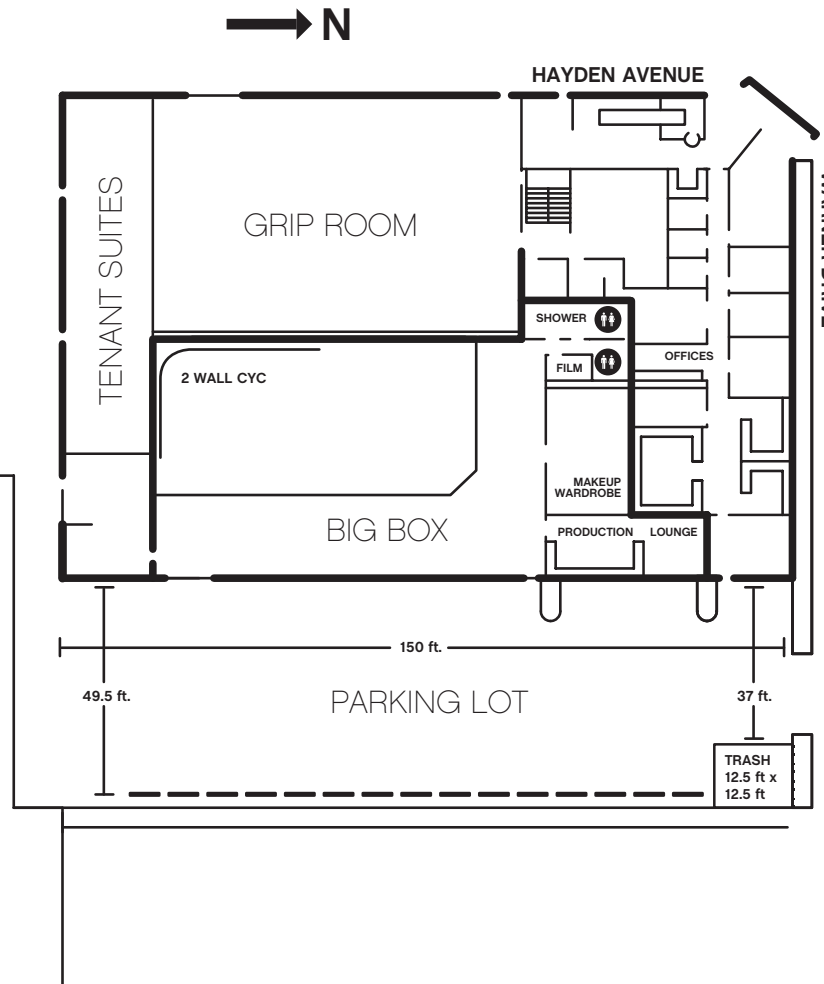 N
HAYDEN AVENUE
TENANT SUITES
GRIP ROOM
SHOWER
OFFICES
FILM
2 WALL CYC
MAKEUP
WARDROBE
BIG BOX
PRODUCTION
LOUNGE
150 ft.
49.5 ft.
PARKING LOT
37 ft.
TRASH
12.5 ft x
12.5 ft